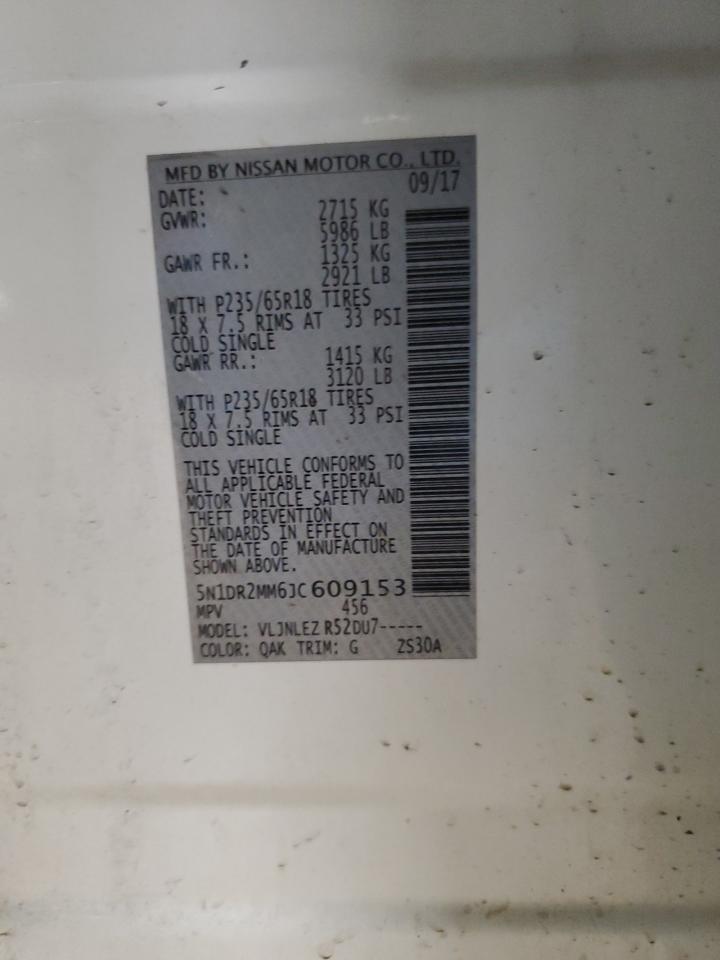 MFD BY NISSAN MOTOR CO., LTD.
DATE: 09/17
GVWR: 2715 KG
5986 LB
GAWR FR.: 1325 KG
2921 LB
WITH P235/65R18 TIRES
18 X 7.5 RIMS AT 33 PSI
COLD SINGLE
GAWR RR.: 1415 KG
3120 LB
WITH P235/65R18 TIRES
18 X 7.5 RIMS AT 33 PSI
COLD SINGLE
THIS VEHICLE CONFORMS TO
ALL APPLICABLE FEDERAL
MOTOR VEHICLE SAFETY AND
THEFT PREVENTION
STANDARDS IN EFFECT ON
THE DATE OF MANUFACTURE
SHOWN ABOVE.
5N1DR2MM6JC609153
MPV 456
MODEL: VLJNLEZ R52DU7-----
COLOR: QAK TRIM: G ZS30A